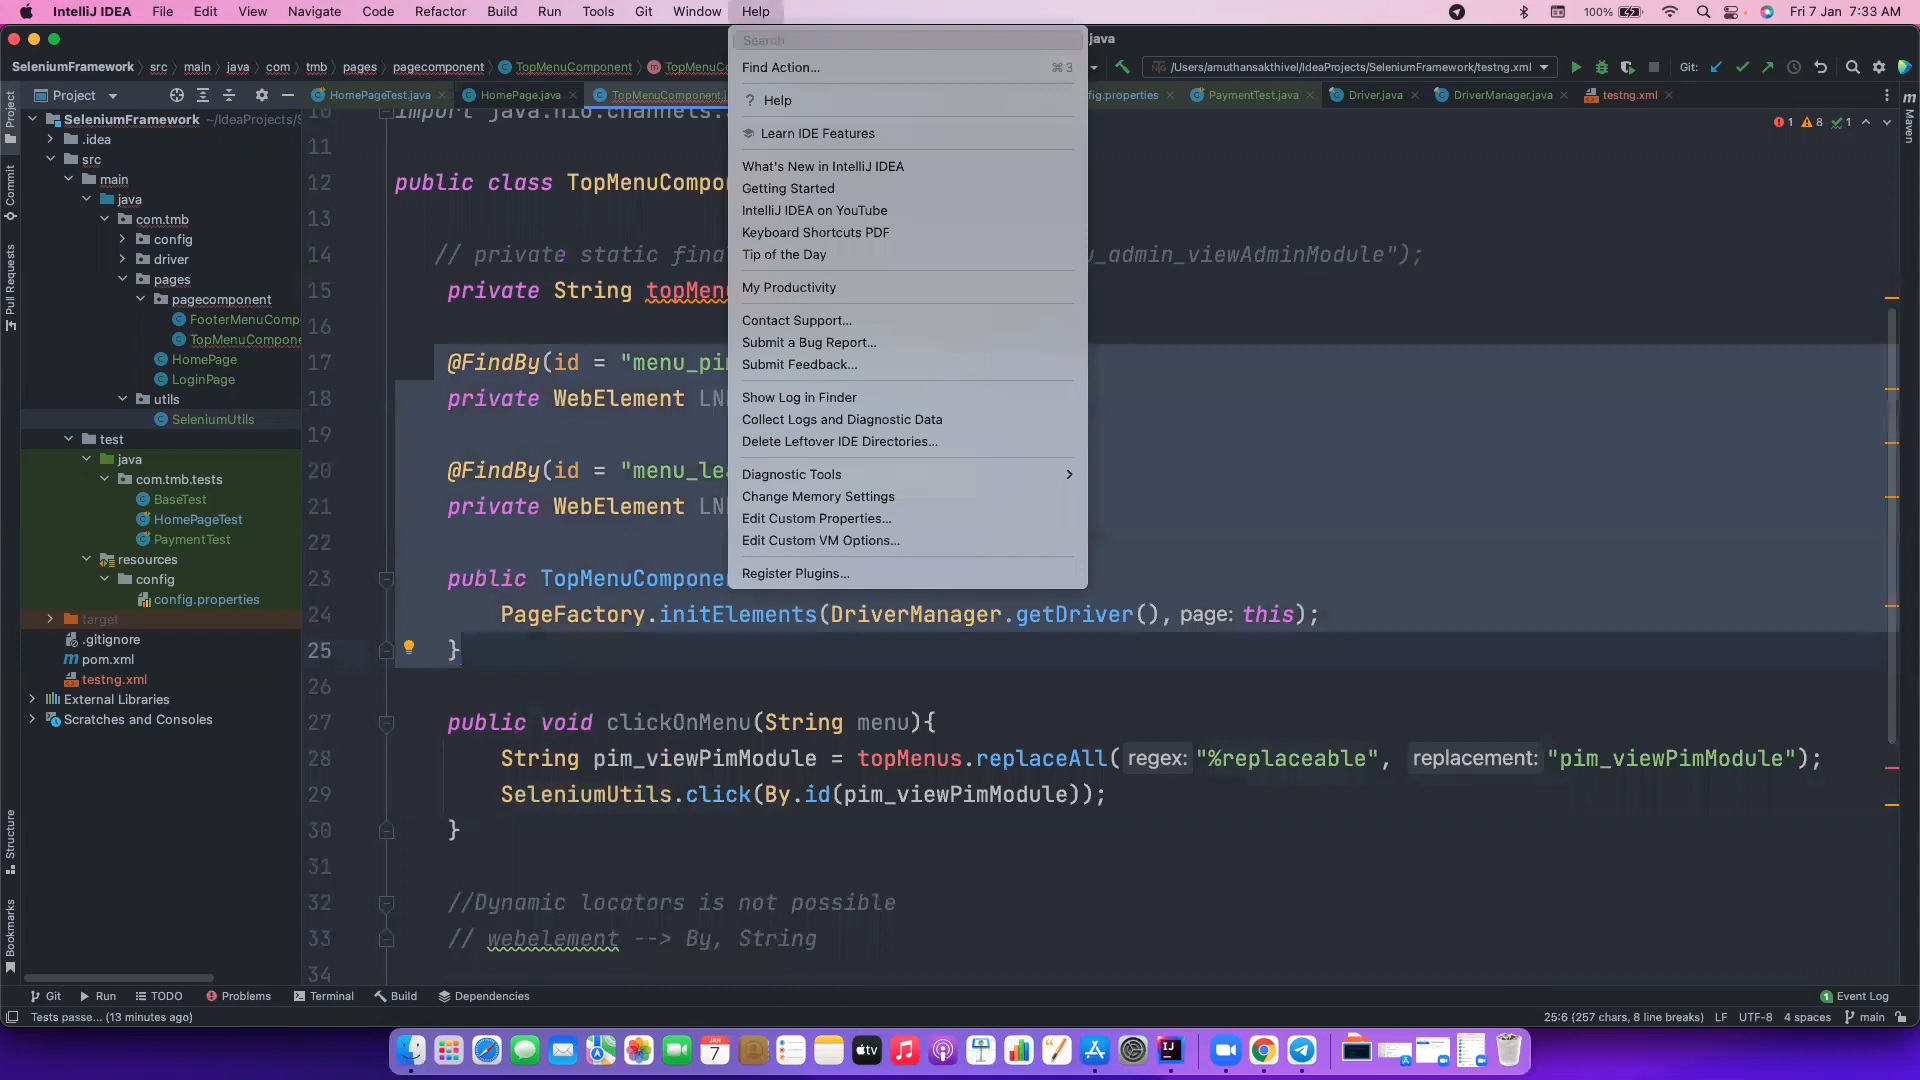 IntelliJ IDEA File Edit View Navigate Code Refactor Build Run Tools Git Window Help 100% Fri 7 Jan 7:33 AM
.java
SeleniumFramework src main java com tmb pages pagecomponent TopMenuComponent /Users/amuthansakthivel/IdeaProjects/SeleniumFramework/testng.xml Git:
Project HomePageTest.java HomePage.java TopMenuComponent.j PaymentTest.java Driver.java DriverManager.java testng.xml
SeleniumFramework ~/IdeaProjects/S
.idea
src
main
java
com.tmb
config
driver
pages
pagecomponent
FooterMenuComp
TopMenuCompone
HomePage
LoginPage
utils
SeleniumUtils
test
java
com.tmb.tests
BaseTest
HomePageTest
PaymentTest
resources
config
config.properties
target
.gitignore
pom.xml
testng.xml
External Libraries
Scratches and Consoles
Project
Commit
Pull Requests
Structure
Bookmarks
Maven
1 8 1
10 import java.nio.channels.
11
12 public class TopMenuCompon
13
14 // private static fina _admin_viewAdminModule");
15 private String topMenu
16
17 @FindBy(id = "menu_pi
18 private WebElement LN
19
20 @FindBy(id = "menu_le
21 private WebElement LN
22
23 public TopMenuCompone
24 PageFactory.initElements(DriverManager.getDriver(), page: this);
25 }
26
27 public void clickOnMenu(String menu){
28 String pim_viewPimModule = topMenus.replaceAll( regex: "%replaceable", replacement: "pim_viewPimModule");
29 SeleniumUtils.click(By.id(pim_viewPimModule));
30 }
31
32 //Dynamic locators is not possible
33 // webelement --> By, String
34
Search
Find Action... ⌘3
? Help
Learn IDE Features
What's New in IntelliJ IDEA
Getting Started
IntelliJ IDEA on YouTube
Keyboard Shortcuts PDF
Tip of the Day
My Productivity
Contact Support...
Submit a Bug Report...
Submit Feedback...
Show Log in Finder
Collect Logs and Diagnostic Data
Delete Leftover IDE Directories...
Diagnostic Tools
Change Memory Settings
Edit Custom Properties...
Edit Custom VM Options...
Register Plugins...
Git Run TODO Problems Terminal Build Dependencies 1 Event Log
Tests passe... (13 minutes ago) 25:6 (257 chars, 8 line breaks) LF UTF-8 4 spaces main